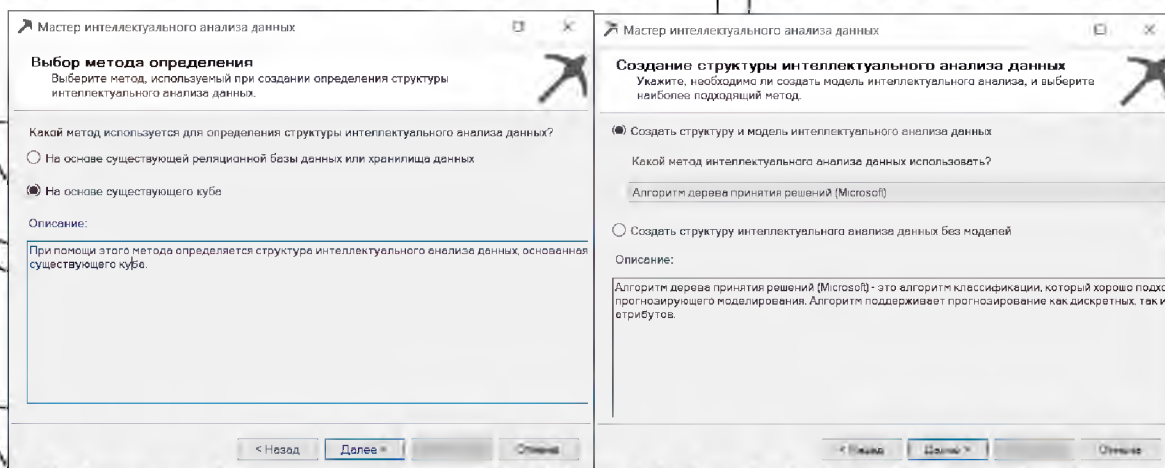 Мастер интеллектуального анализа данных
Выбор метода определения
Выберите метод, используемый при создании определения структуры
интеллектуального анализа данных.
Какой метод используется для определения структуры интеллектуального анализа данных?
На основе существующей реляционной базы данных или хранилища данных
На основе существующего куба
Описание:
При помощи этого метода определяется структура интеллектуального анализа данных, основанная
существующего куба.
< Назад
Далее >
Отмена
Мастер интеллектуального анализа данных
Создание структуры интеллектуального анализа данных
Укажите, необходимо ли создать модель интеллектуального анализа, и выберите
наиболее подходящий метод.
Создать структуру и модель интеллектуального анализа данных
Какой метод интеллектуального анализа данных использовать?
Алгоритм дерева принятия решений (Microsoft)
Создать структуру интеллектуального анализа данных без моделей
Описание:
Алгоритм дерева принятия решений (Microsoft) - это алгоритм классификации, который хорошо подхо
прогнозирующего моделирования. Алгоритм поддерживает прогнозирование как дискретных, так и
атрибутов.
< Назад
Далее >
Отмена